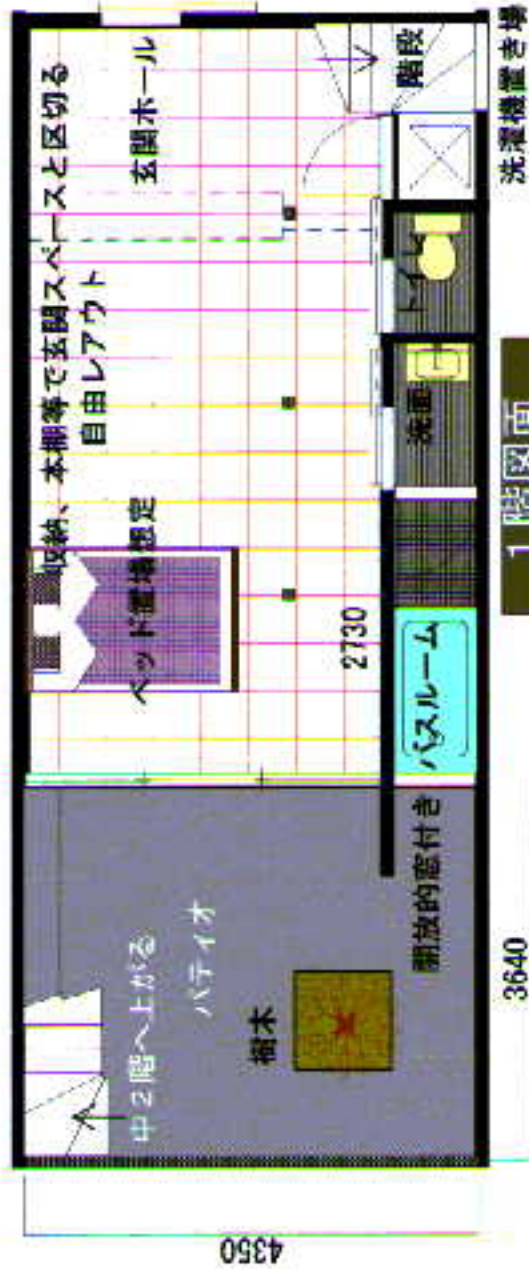 収納、本棚等で玄関スペースと区切る
自由レアウト
玄関ホール
階段
洗濯機置き場
トイレ
洗面
ベッド置場想定
2730
バスルーム
開放的窓付き
中2階へ上がる
パティオ
樹木
3640
4350
1階図面